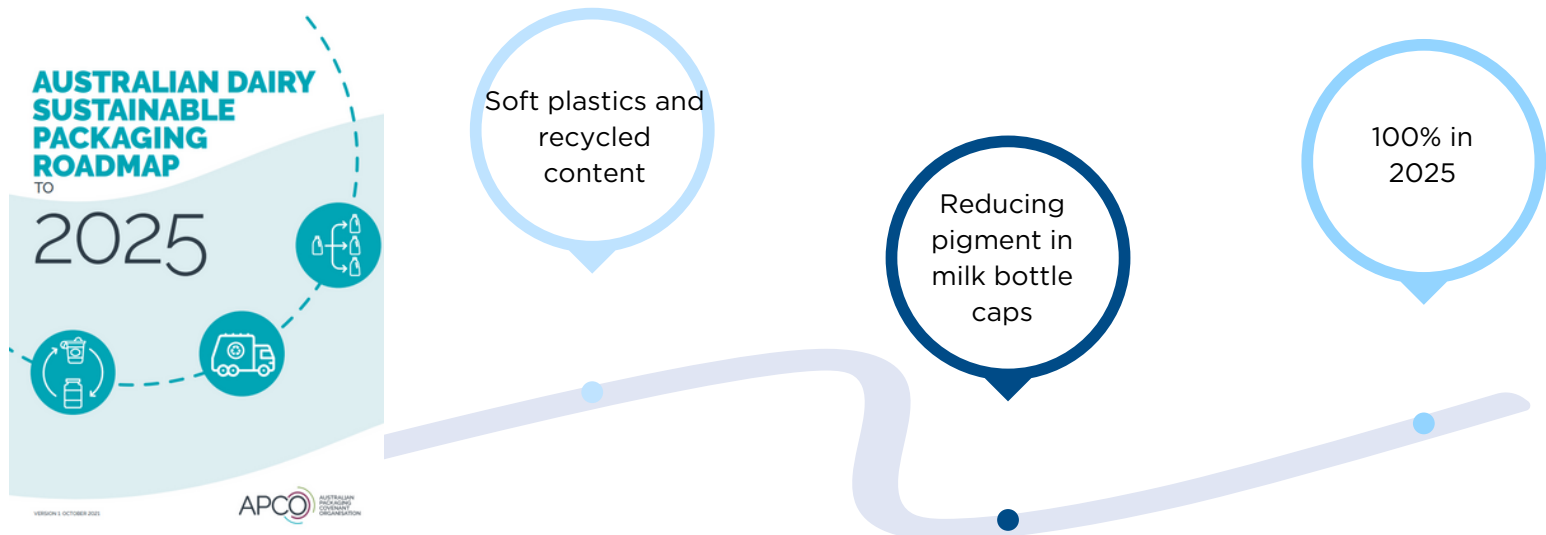 AUSTRALIAN DAIRY
SUSTAINABLE
PACKAGING
ROADMAP
TO
2025
VERSION 1: OCTOBER 2021
APCO
AUSTRALIAN
PACKAGING
COVENANT
ORGANISATION
Soft plastics and
recycled
content
Reducing
pigment in
milk bottle
caps
100% in
2025